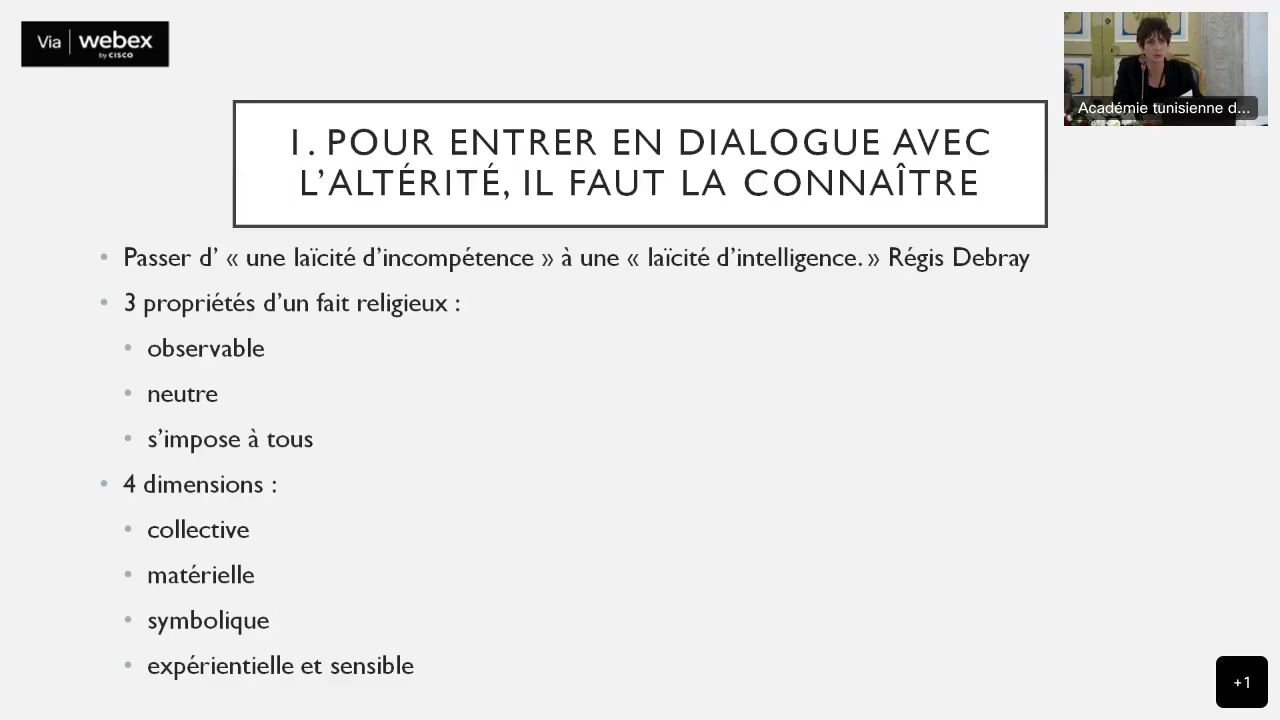 Via | webex
by CISCO
Académie tunisienne d...
1. POUR ENTRER EN DIALOGUE AVEC
L'ALTÉRITÉ, IL FAUT LA CONNAÎTRE
• Passer d' « une laïcité d'incompétence » à une « laïcité d'intelligence. » Régis Debray
• 3 propriétés d'un fait religieux :
• observable
• neutre
• s'impose à tous
• 4 dimensions :
• collective
• matérielle
• symbolique
• expérientielle et sensible
+1